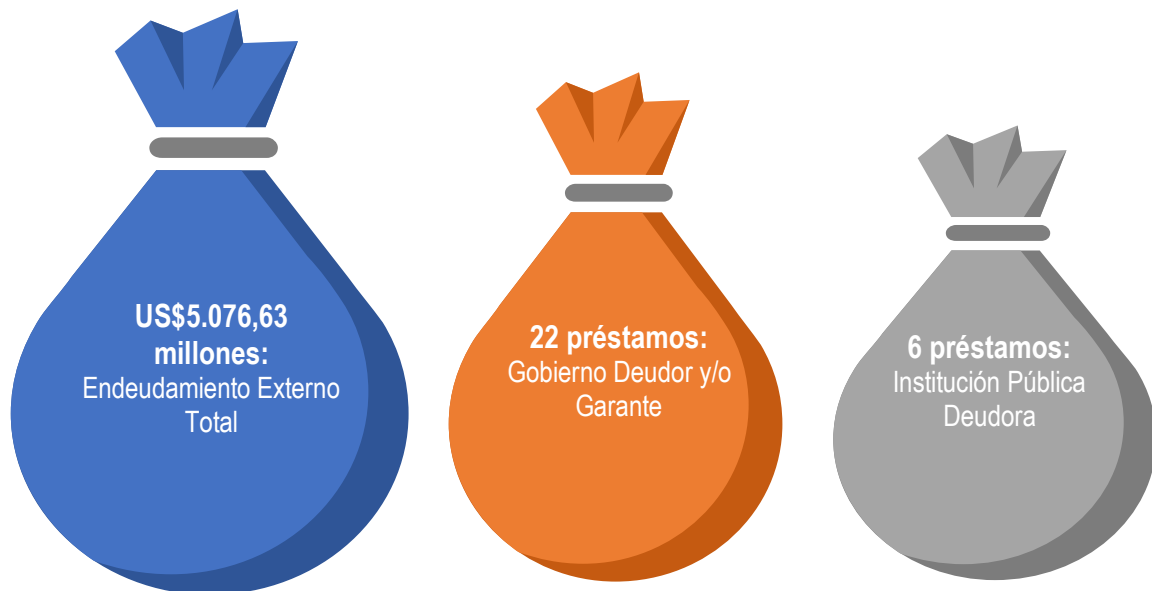 US$5.076,63
millones:
Endeudamiento Externo
Total
22 préstamos:
Gobierno Deudor y/o
Garante
6 préstamos:
Institución Pública
Deudora